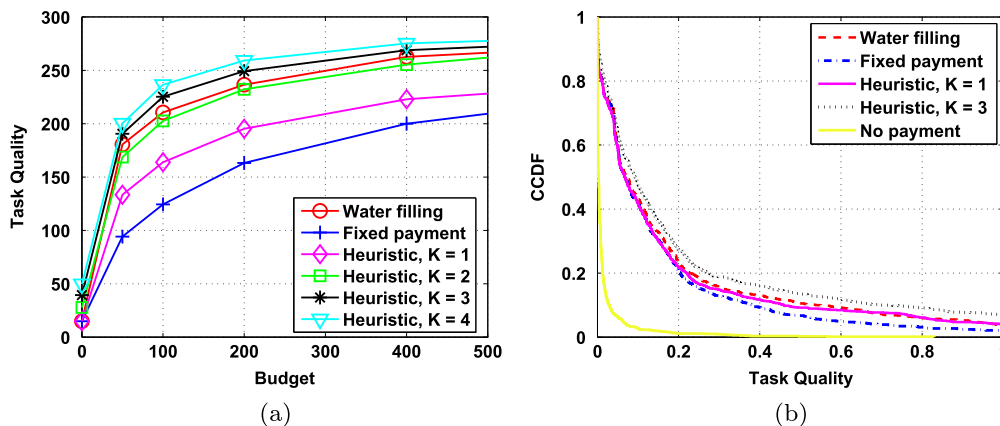 300
250
200
150
100
50
0
Task Quality
0
100
200
300
400
500
Budget
Water filling
Fixed payment
Heuristic, K = 1
Heuristic, K = 2
Heuristic, K = 3
Heuristic, K = 4
(a)
1
0.8
0.6
0.4
0.2
0
CCDF
0
0.2
0.4
0.6
0.8
Task Quality
Water filling
Fixed payment
Heuristic, K = 1
Heuristic, K = 3
No payment
(b)